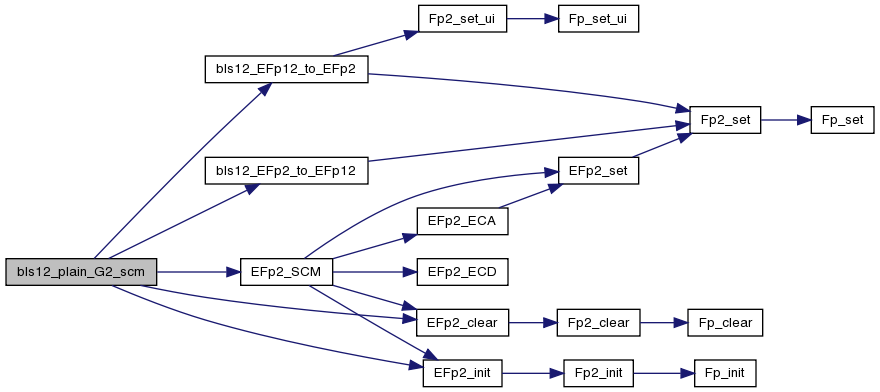 Fp2_set_ui
Fp_set_ui
bls12_EFp12_to_EFp2
Fp2_set
Fp_set
bls12_EFp2_to_EFp12
EFp2_set
EFp2_ECA
bls12_plain_G2_scm
EFp2_SCM
EFp2_ECD
EFp2_clear
Fp2_clear
Fp_clear
EFp2_init
Fp2_init
Fp_init